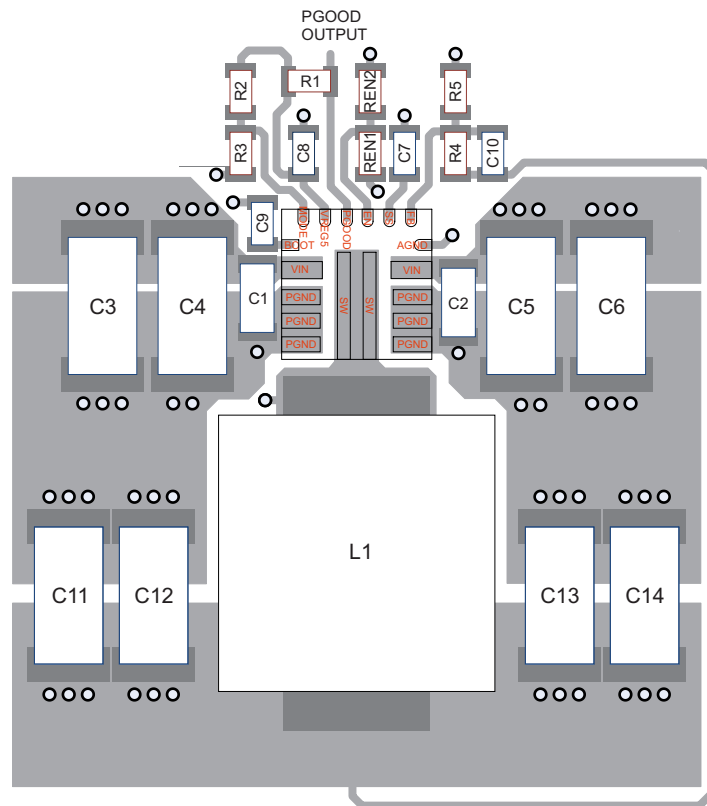 PGOOD
OUTPUT
R2
R1
REN2
R5
R3
C8
REN1
C7
R4
C10
C9
MODE
VREG5
PGOOD
EN
SS
FB
BOOT
AGND
VIN
VIN
C3
C4
C1
PGND
SW
SW
PGND
C2
C5
C6
PGND
PGND
PGND
PGND
L1
C11
C12
C13
C14